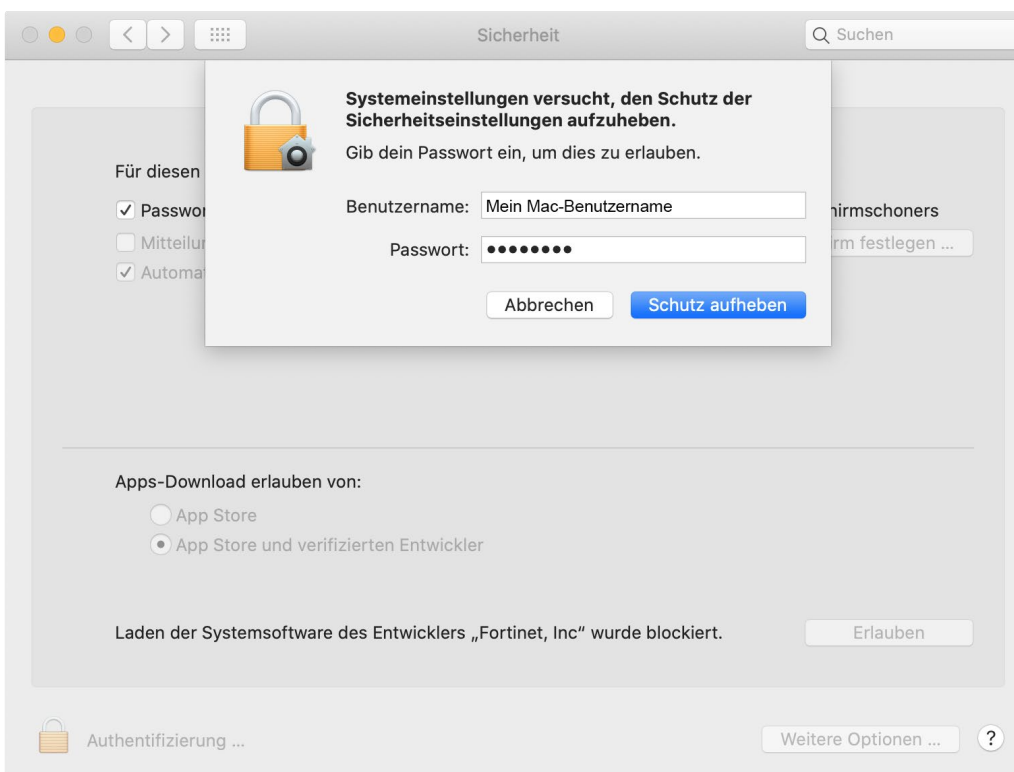 Sicherheit
Suchen
Systemeinstellungen versucht, den Schutz der
Sicherheitseinstellungen aufzuheben.
Gib dein Passwort ein, um dies zu erlauben.
Für diesen
Benutzername: Mein Mac-Benutzername
Passwor
hirmschoners
Passwort: ●●●●●●●●
Mitteilur
rm festlegen ...
Automa
Abbrechen
Schutz aufheben
Apps-Download erlauben von:
App Store
App Store und verifizierten Entwickler
Laden der Systemsoftware des Entwicklers „Fortinet, Inc“ wurde blockiert.
Erlauben
Authentifizierung ...
Weitere Optionen ...
?